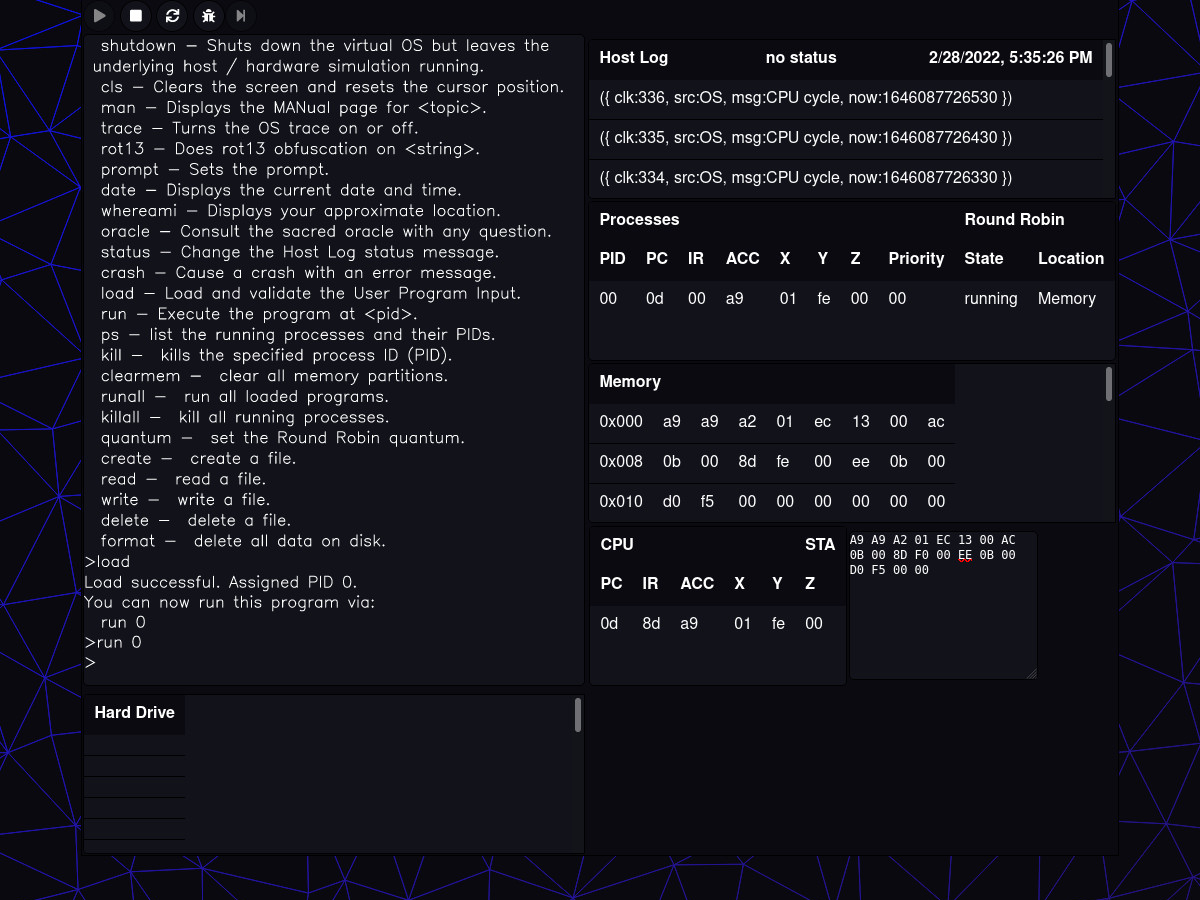 shutdown – Shuts down the virtual OS but leaves the
underlying host / hardware simulation running.
cls – Clears the screen and resets the cursor position.
man – Displays the MANual page for <topic>.
trace – Turns the OS trace on or off.
rot13 – Does rot13 obfuscation on <string>.
prompt – Sets the prompt.
date – Displays the current date and time.
whereami – Displays your approximate location.
oracle – Consult the sacred oracle with any question.
status – Change the Host Log status message.
crash – Cause a crash with an error message.
load – Load and validate the User Program Input.
run – Execute the program at <pid>.
ps – list the running processes and their PIDs.
kill –  kills the specified process ID (PID).
clearmem –  clear all memory partitions.
runall –  run all loaded programs.
killall –  kill all running processes.
quantum –  set the Round Robin quantum.
create –  create a file.
read –  read a file.
write –  write a file.
delete –  delete a file.
format –  delete all data on disk.
>load
Load successful. Assigned PID 0.
You can now run this program via:
run 0
>run 0
>
Hard Drive
Host Log no status 2/28/2022, 5:35:26 PM
({ clk:336, src:OS, msg:CPU cycle, now:1646087726530 })
({ clk:335, src:OS, msg:CPU cycle, now:1646087726430 })
({ clk:334, src:OS, msg:CPU cycle, now:1646087726330 })
Processes Round Robin
PID PC IR ACC X Y Z Priority State Location
00 0d 00 a9 01 fe 00 00 running Memory
Memory
0x000 a9 a9 a2 01 ec 13 00 ac
0x008 0b 00 8d fe 00 ee 0b 00
0x010 d0 f5 00 00 00 00 00 00
CPU STA
PC IR ACC X Y Z
0d 8d a9 01 fe 00
A9 A9 A2 01 EC 13 00 AC
0B 00 8D F0 00 EE 0B 00
D0 F5 00 00